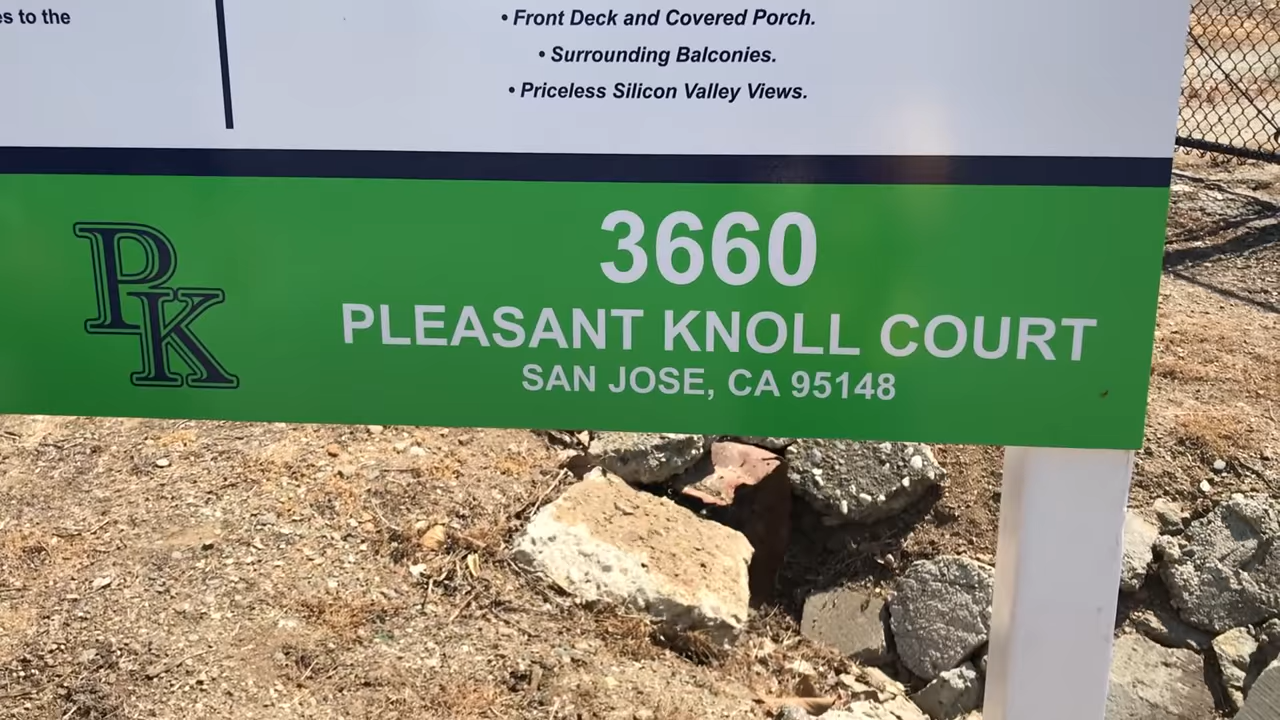 es to the
• Front Deck and Covered Porch.
• Surrounding Balconies.
• Priceless Silicon Valley Views.
PK
3660
PLEASANT KNOLL COURT
SAN JOSE, CA 95148